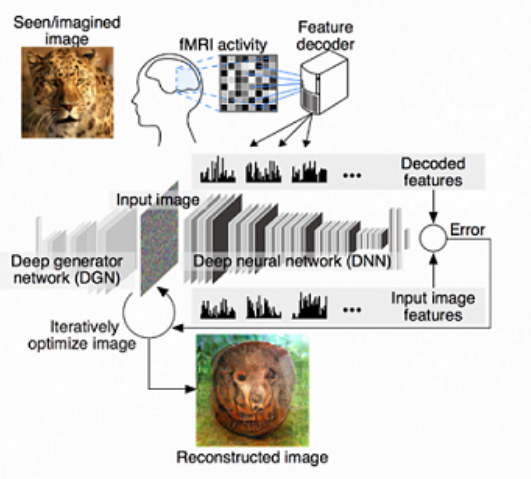 Seen/imagined
image
fMRI activity
Feature
decoder
Decoded
features
Input image
Error
Deep generator
network (DGN)
Deep neural network (DNN)
Input image
features
Iteratively
optimize image
Reconstructed image